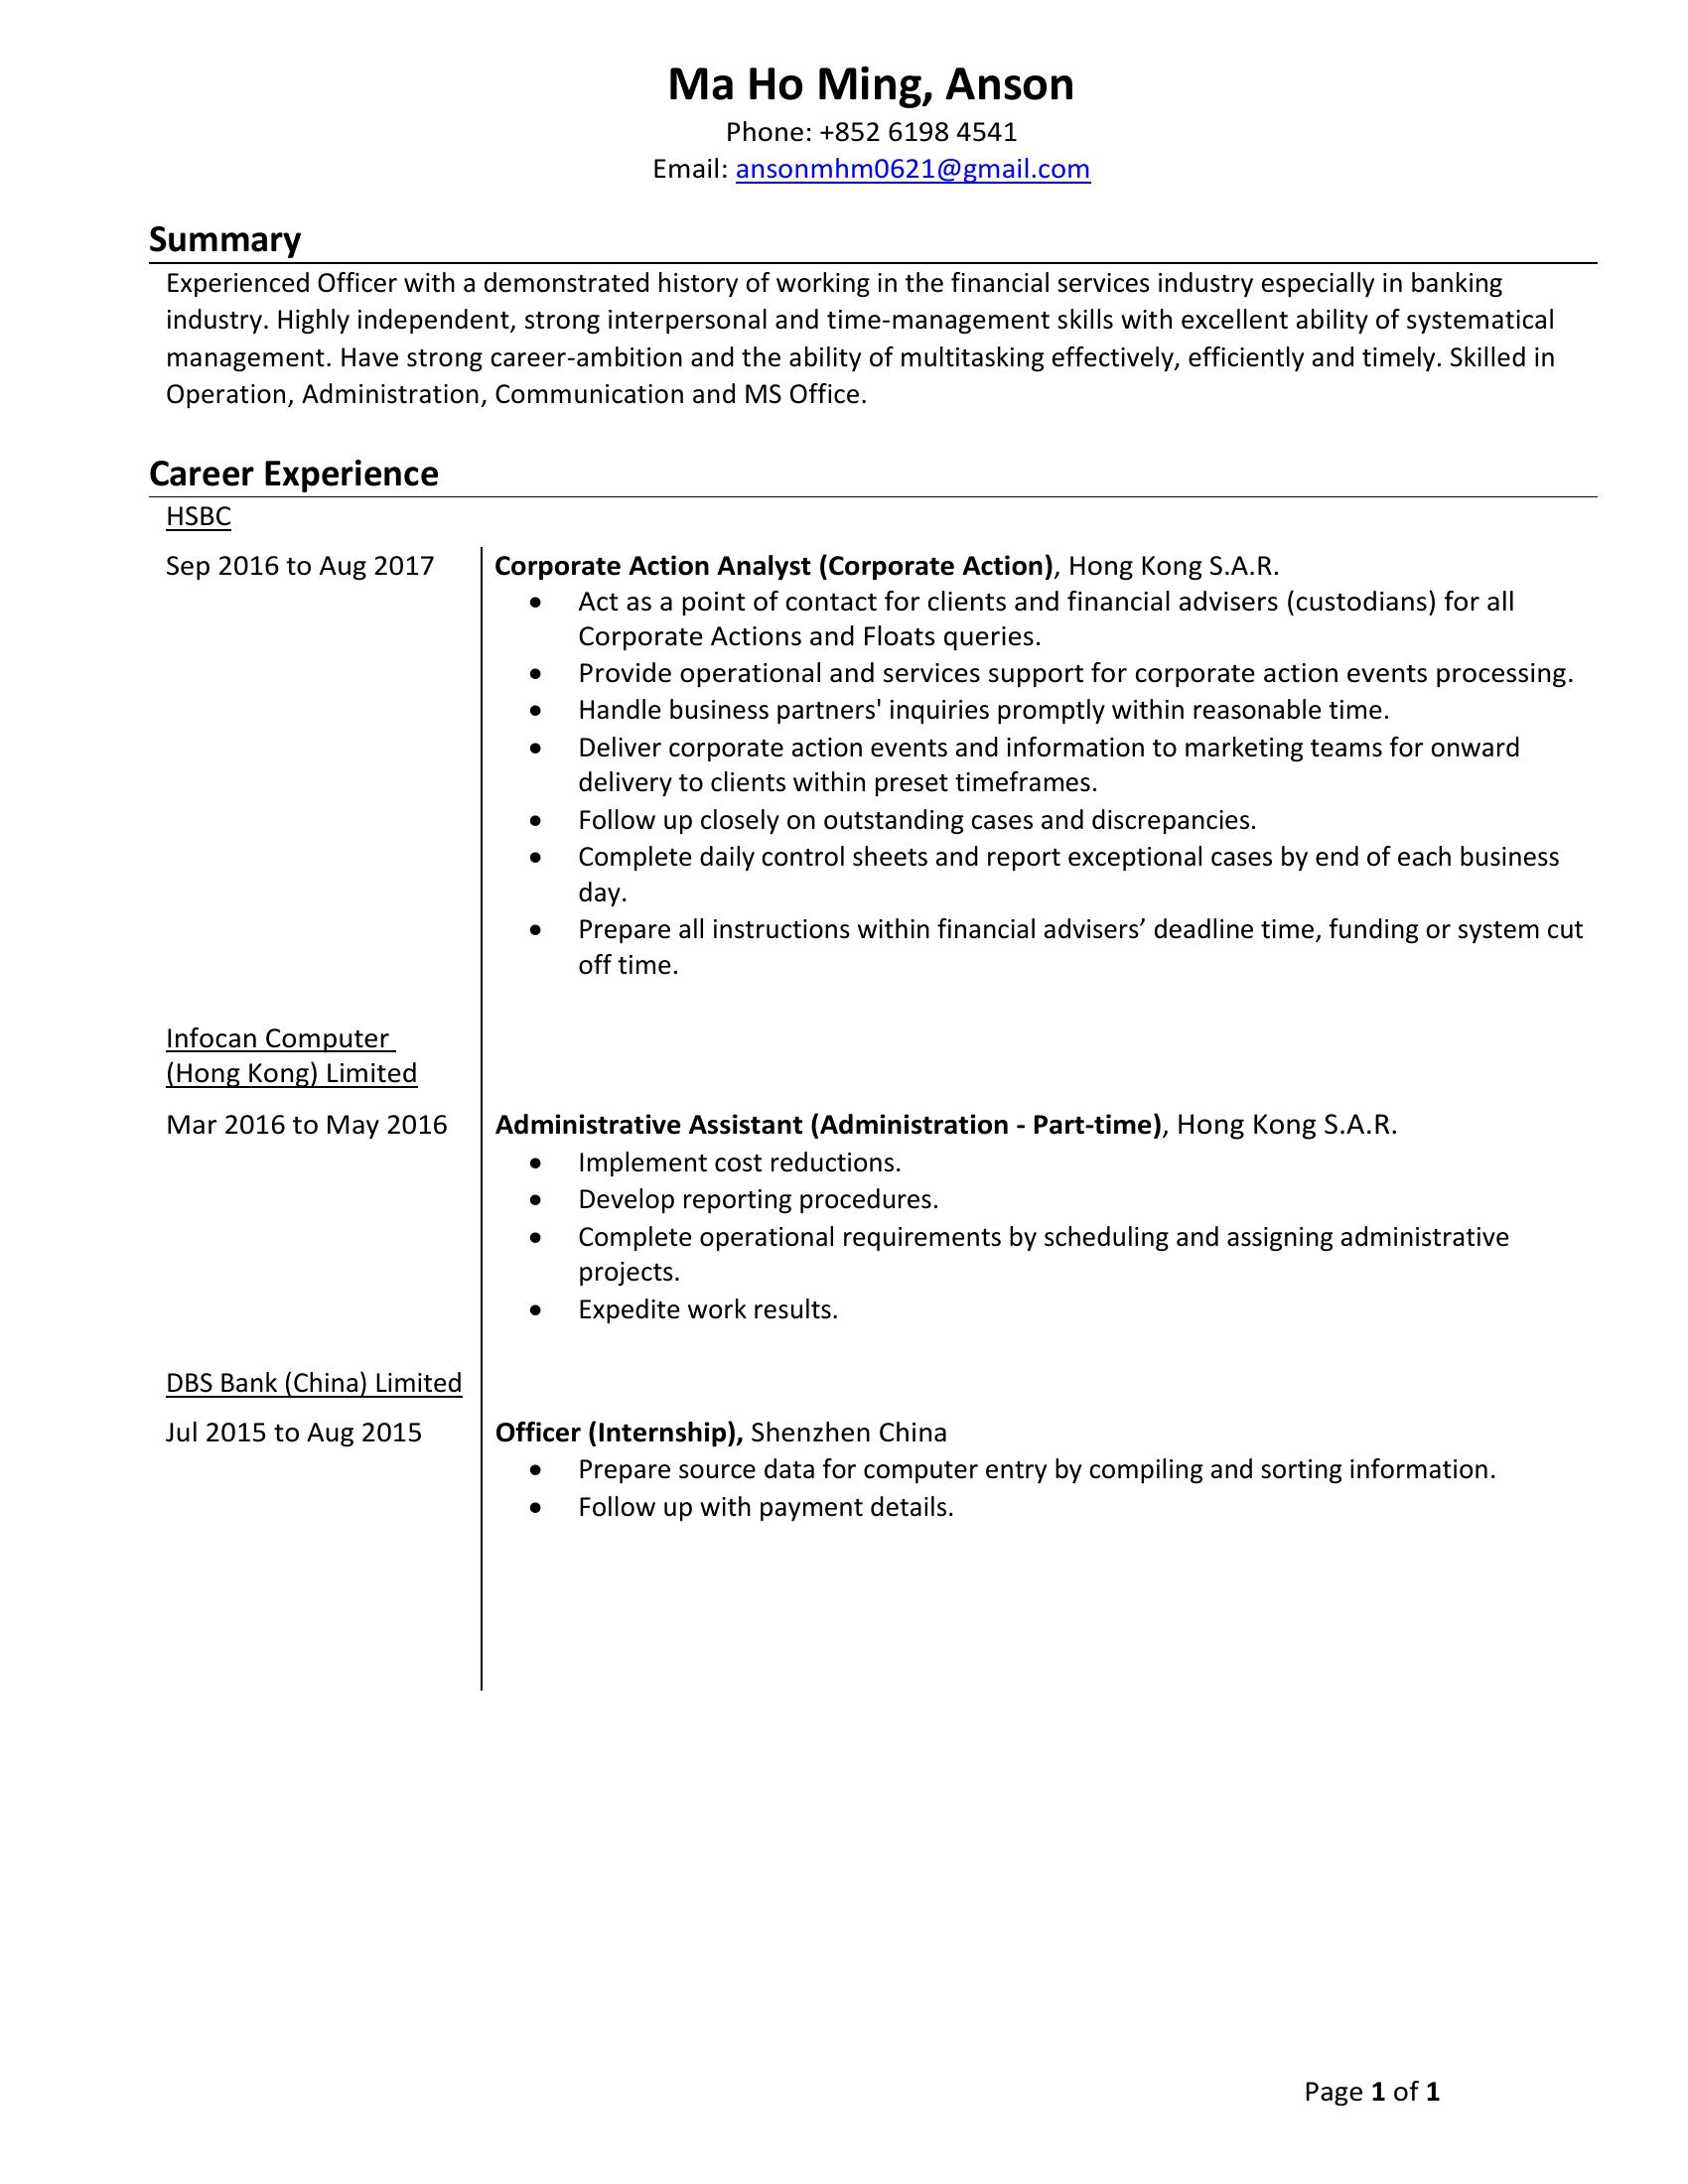 Ma Ho Ming, Anson
Phone: +852 6198 4541
Email: ansonmhm0621@gmail.com
Summary
Experienced Officer with a demonstrated history of working in the financial services industry especially in banking
industry. Highly independent, strong interpersonal and time-management skills with excellent ability of systematical
management. Have strong career-ambition and the ability of multitasking effectively, efficiently and timely. Skilled in
Operation, Administration, Communication and MS Office.
Career Experience
HSBC
Sep 2016 to Aug 2017
Corporate Action Analyst (Corporate Action), Hong Kong S.A.R.
• Act as a point of contact for clients and financial advisers (custodians) for all
Corporate Actions and Floats queries.
• Provide operational and services support for corporate action events processing.
• Handle business partners' inquiries promptly within reasonable time.
• Deliver corporate action events and information to marketing teams for onward
delivery to clients within preset timeframes.
• Follow up closely on outstanding cases and discrepancies.
• Complete daily control sheets and report exceptional cases by end of each business
day.
• Prepare all instructions within financial advisers’ deadline time, funding or system cut
off time.
Infocan Computer
(Hong Kong) Limited
Mar 2016 to May 2016
Administrative Assistant (Administration - Part-time), Hong Kong S.A.R.
• Implement cost reductions.
• Develop reporting procedures.
• Complete operational requirements by scheduling and assigning administrative
projects.
• Expedite work results.
DBS Bank (China) Limited
Jul 2015 to Aug 2015
Officer (Internship), Shenzhen China
• Prepare source data for computer entry by compiling and sorting information.
• Follow up with payment details.
Page 1 of 1